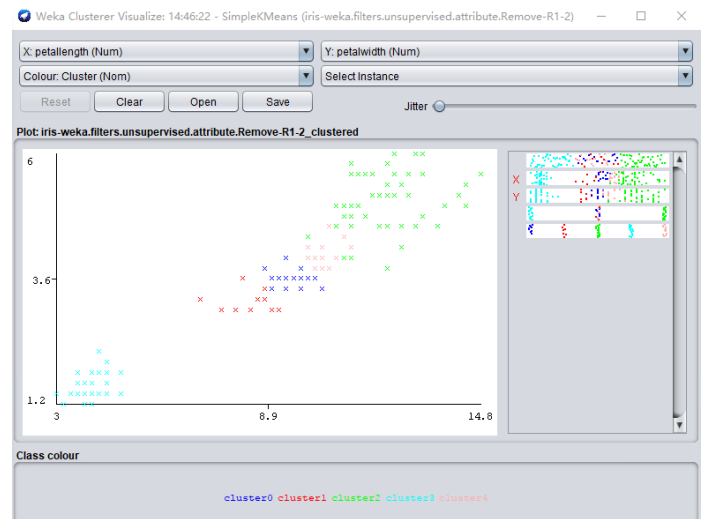 Weka Clusterer Visualize: 14:46:22 - SimpleKMeans (iris-weka.filters.unsupervised.attribute.Remove-R1-2)
X: petallength (Num) Y: petalwidth (Num)
Colour: Cluster (Nom) Select Instance
Reset Clear Open Save Jitter
Plot: iris-weka.filters.unsupervised.attribute.Remove-R1-2_clustered
6
X
Y
3.6
1.2
3 8.9 14.8
Class colour
cluster0 cluster1 cluster2 cluster3 cluster4